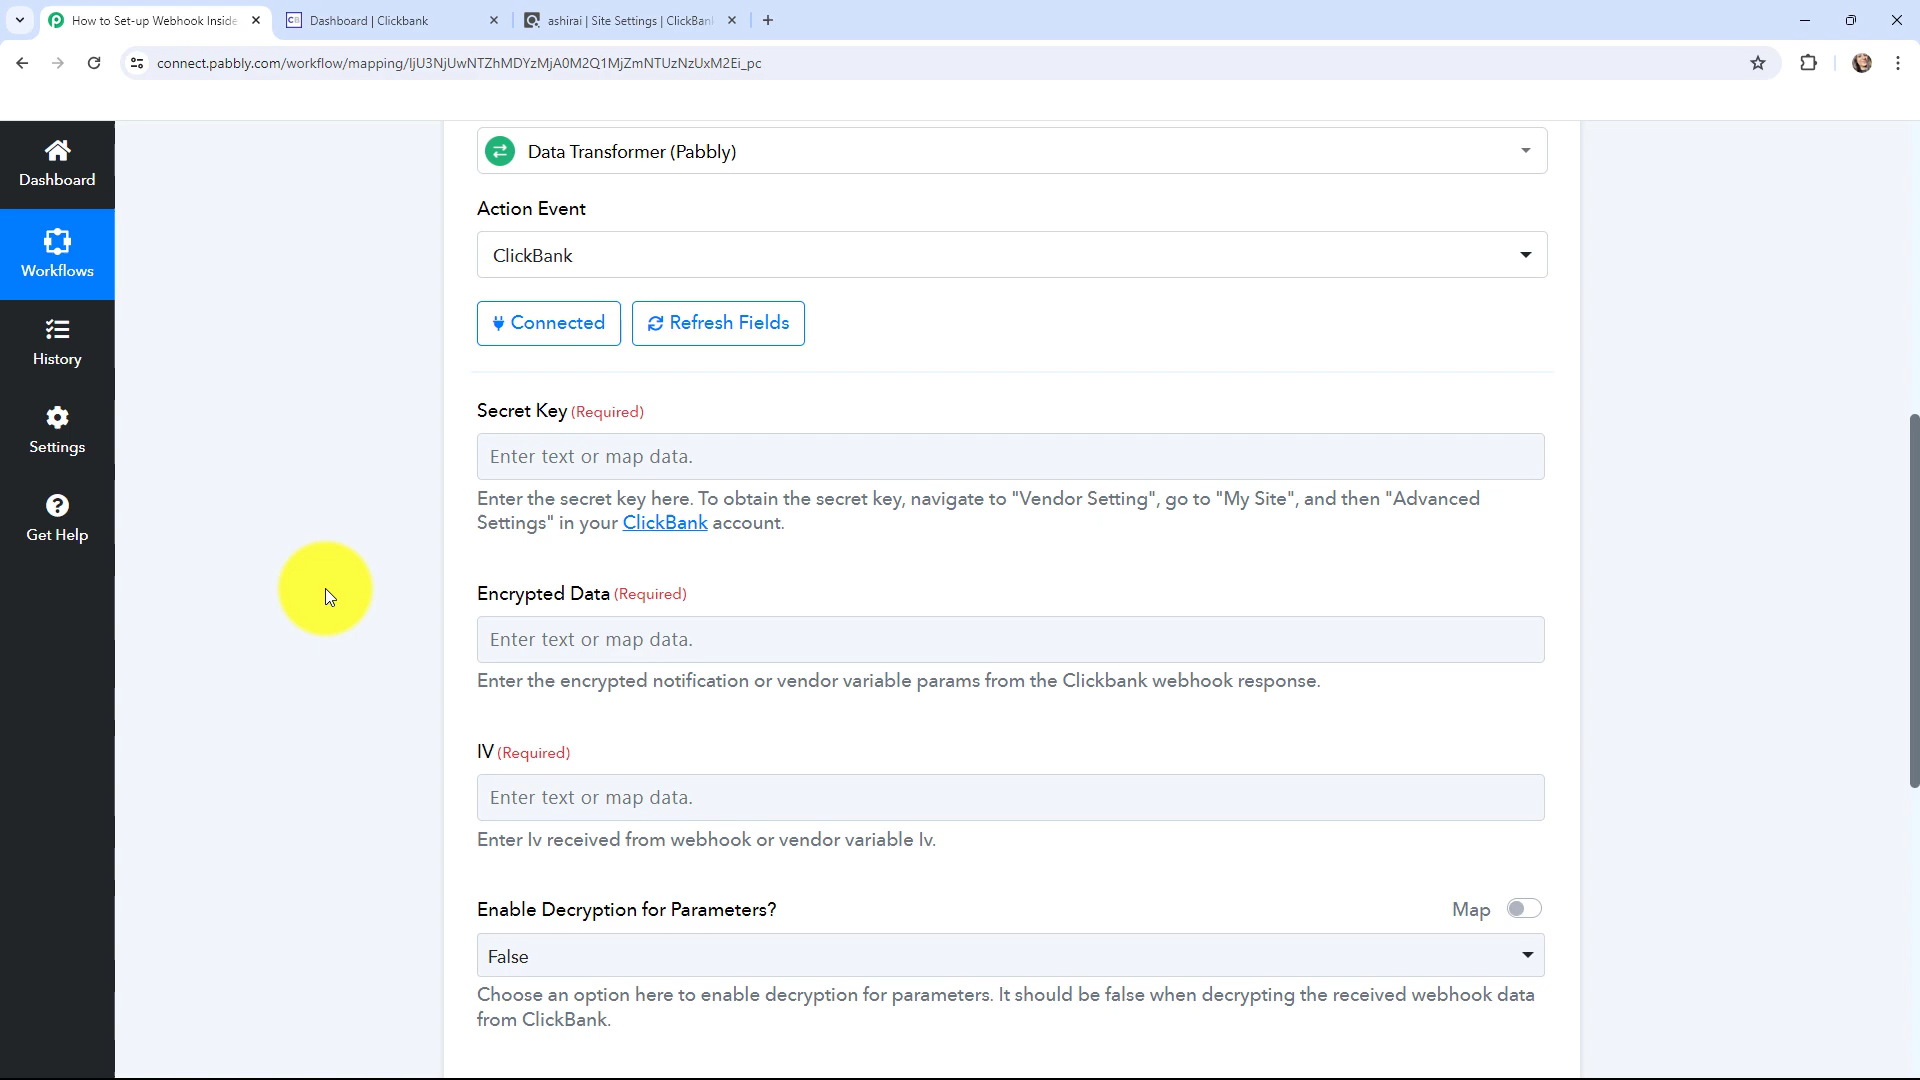 How to Set-up Webhook Inside
CB
Dashboard | Clickbank
ashirai | Site Settings | ClickBan
connect.pabbly.com/workflow/mapping/IjU3NjUwNTZhMDYzMjA0M2Q1MjZmNTUzNzUxM2Ei_pc
Data Transformer (Pabbly)
Dashboard
Action Event
ClickBank
Workflows
Connected
Refresh Fields
History
Secret Key (Required)
Enter text or map data.
Settings
Enter the secret key here. To obtain the secret key, navigate to "Vendor Setting", go to "My Site", and then "Advanced
Settings" in your ClickBank account.
Get Help
Encrypted Data (Required)
Enter text or map data.
Enter the encrypted notification or vendor variable params from the Clickbank webhook response.
IV (Required)
Enter text or map data.
Enter Iv received from webhook or vendor variable Iv.
Enable Decryption for Parameters?
Map
False
Choose an option here to enable decryption for parameters. It should be false when decrypting the received webhook data
from ClickBank.